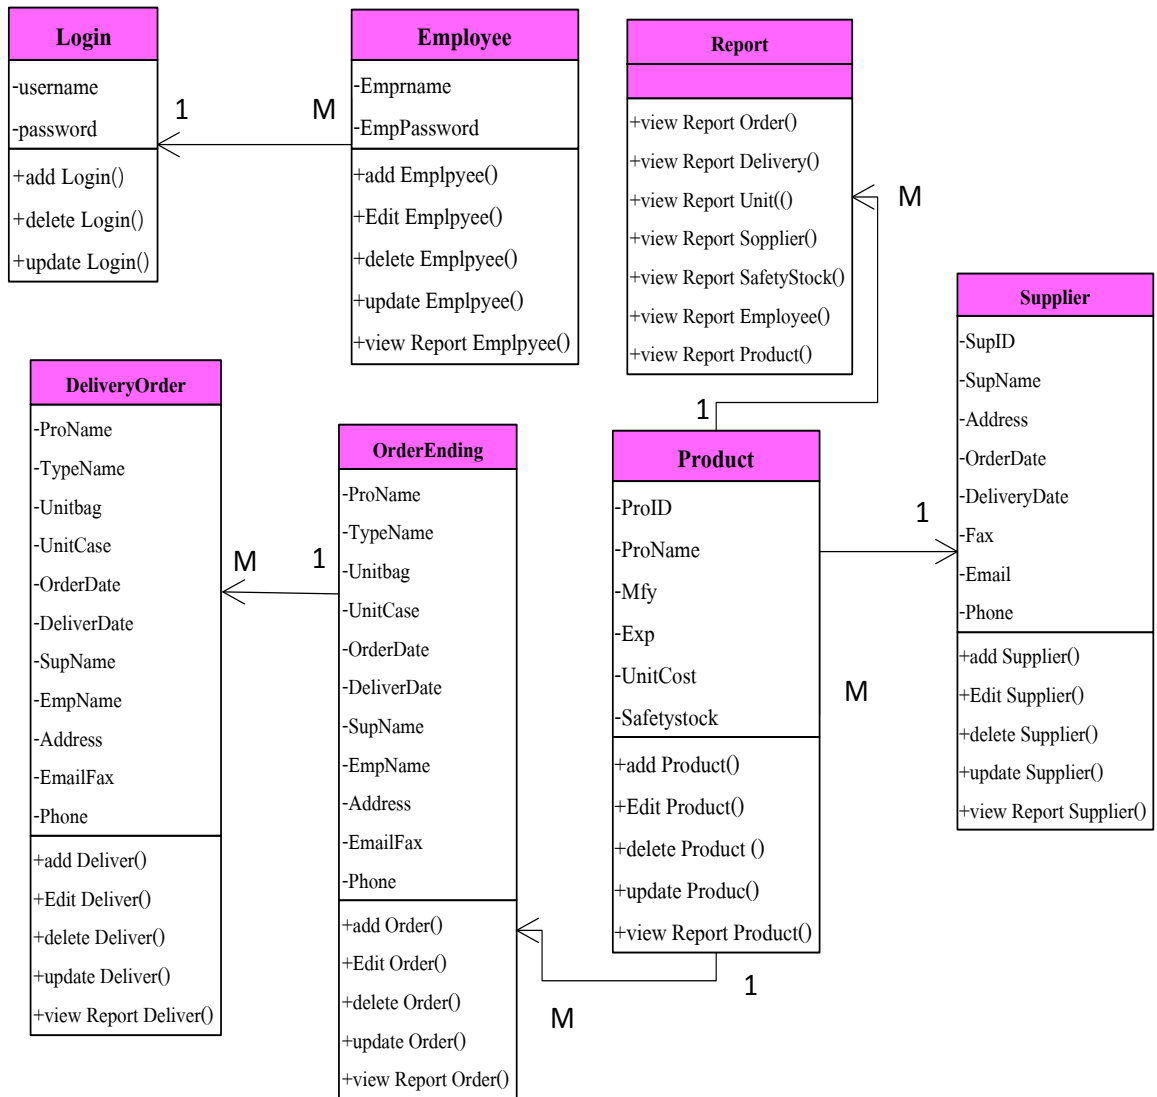 Login
-username
-password
+add Login()
+delete Login()
+update Login()
1
M
Employee
-Emprname
-EmpPassword
+add Emplpyee()
+Edit Emplpyee()
+delete Emplpyee()
+update Emplpyee()
+view Report Emplpyee()
Report
+view Report Order()
+view Report Delivery()
+view Report Unit(()
+view Report Sopplier()
+view Report SafetyStock()
+view Report Employee()
+view Report Product()
M
1
Supplier
-SupID
-SupName
-Address
-OrderDate
-DeliveryDate
-Fax
-Email
-Phone
+add Supplier()
+Edit Supplier()
+delete Supplier()
+update Supplier()
+view Report Supplier()
DeliveryOrder
-ProName
-TypeName
-Unitbag
-UnitCase
-OrderDate
-DeliverDate
-SupName
-EmpName
-Address
-EmailFax
-Phone
+add Deliver()
+Edit Deliver()
+delete Deliver()
+update Deliver()
+view Report Deliver()
M
1
OrderEnding
-ProName
-TypeName
-Unitbag
-UnitCase
-OrderDate
-DeliverDate
-SupName
-EmpName
-Address
-EmailFax
-Phone
+add Order()
+Edit Order()
+delete Order()
+update Order()
+view Report Order()
Product
-ProID
-ProName
-Mfy
-Exp
-UnitCost
-Safetystock
+add Product()
+Edit Product()
+delete Product ()
+update Produc()
+view Report Product()
1
M
1
M